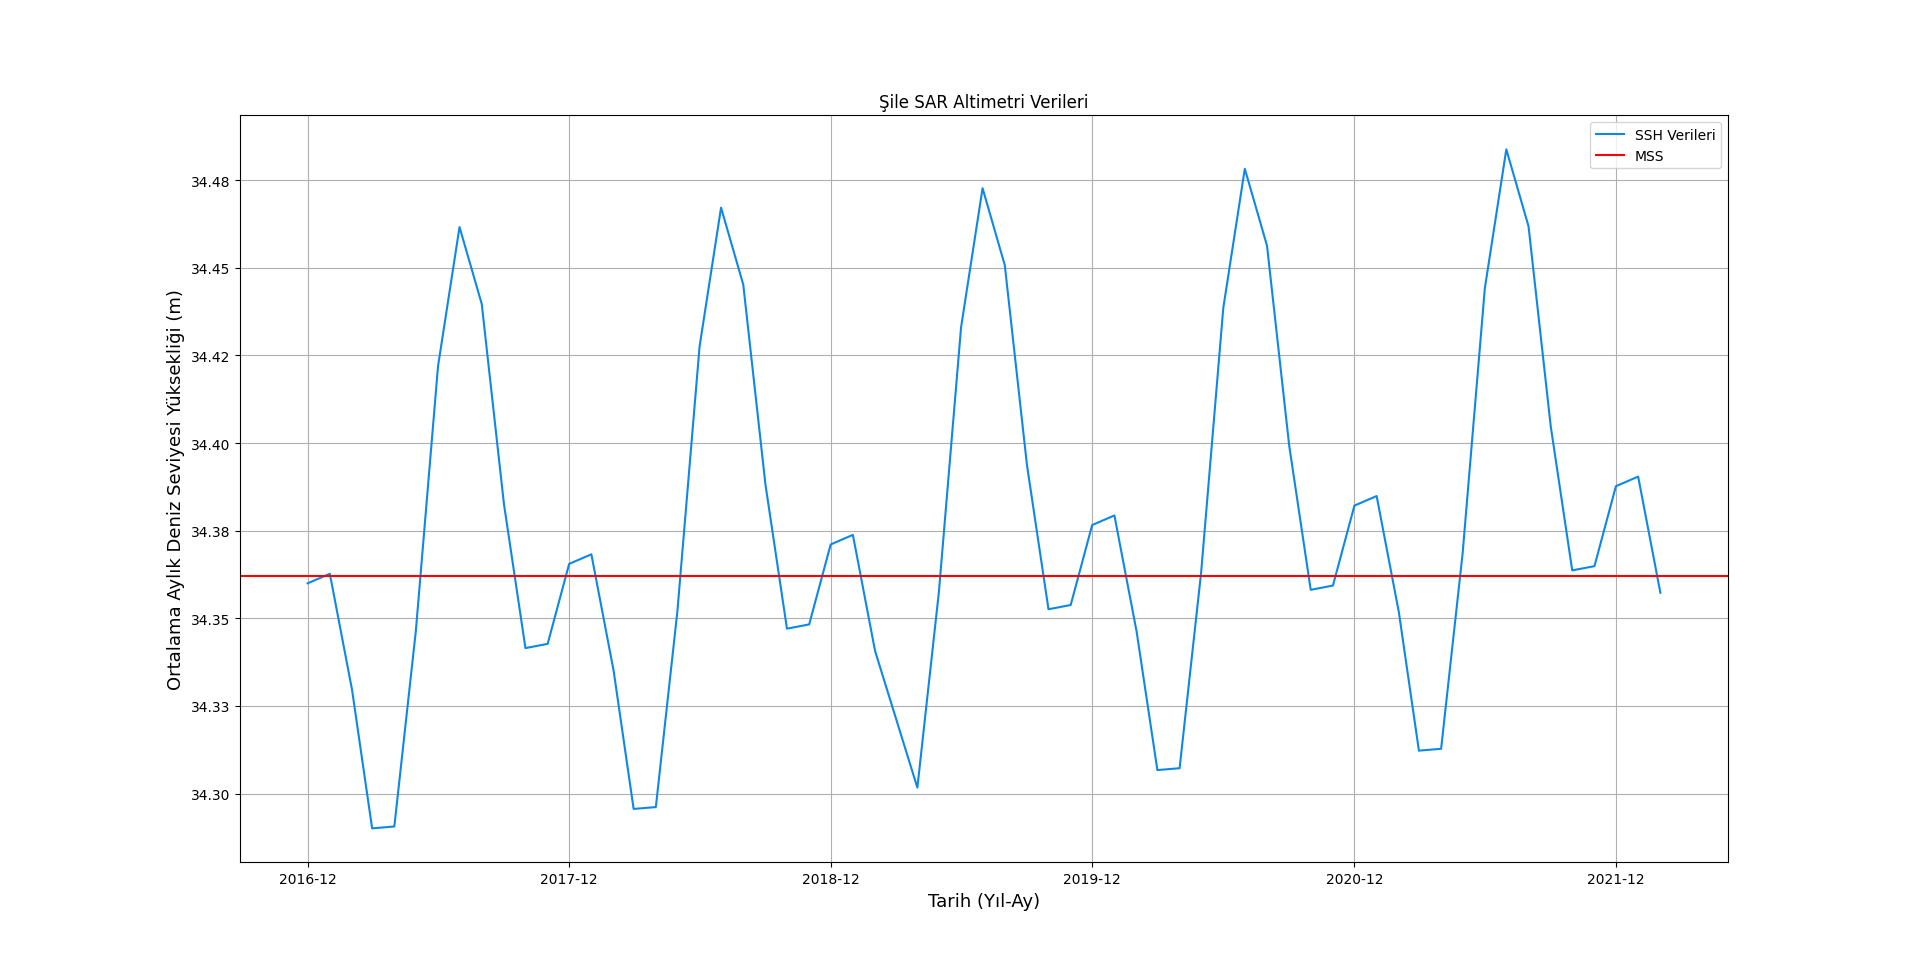 Şile SAR Altimetri Verileri
SSH Verileri
MSS
Ortalama Aylık Deniz Seviyesi Yüksekliği (m)
34.48
34.45
34.42
34.40
34.38
34.35
34.33
34.30
2016-12 2017-12 2018-12 2019-12 2020-12 2021-12
Tarih (Yıl-Ay)